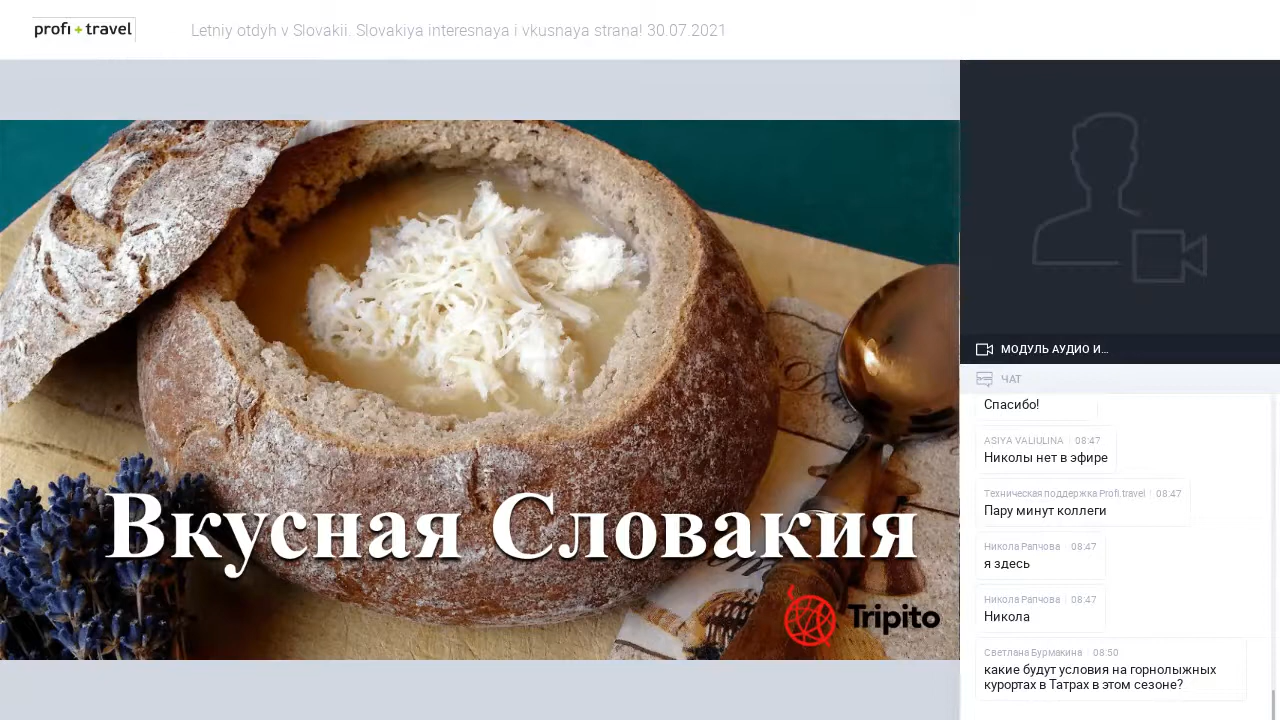 profi travel
Letniy otdyh v Slovakii. Slovakiya interesnaya i vkusnaya strana! 30.07.2021
Вкусная Словакия
Tripito
МОДУЛЬ АУДИО И...
ЧАТ
Спасибо!
ASIYA VALIULINA 08:47
Николы нет в эфире
Техническая поддержка Profi.travel 08:47
Пару минут коллеги
Никола Рапчова 08:47
я здесь
Никола Рапчова 08:47
Никола
Светлана Бурмакина 08:50
какие будут условия на горнолыжных
курортах в Татрах в этом сезоне?